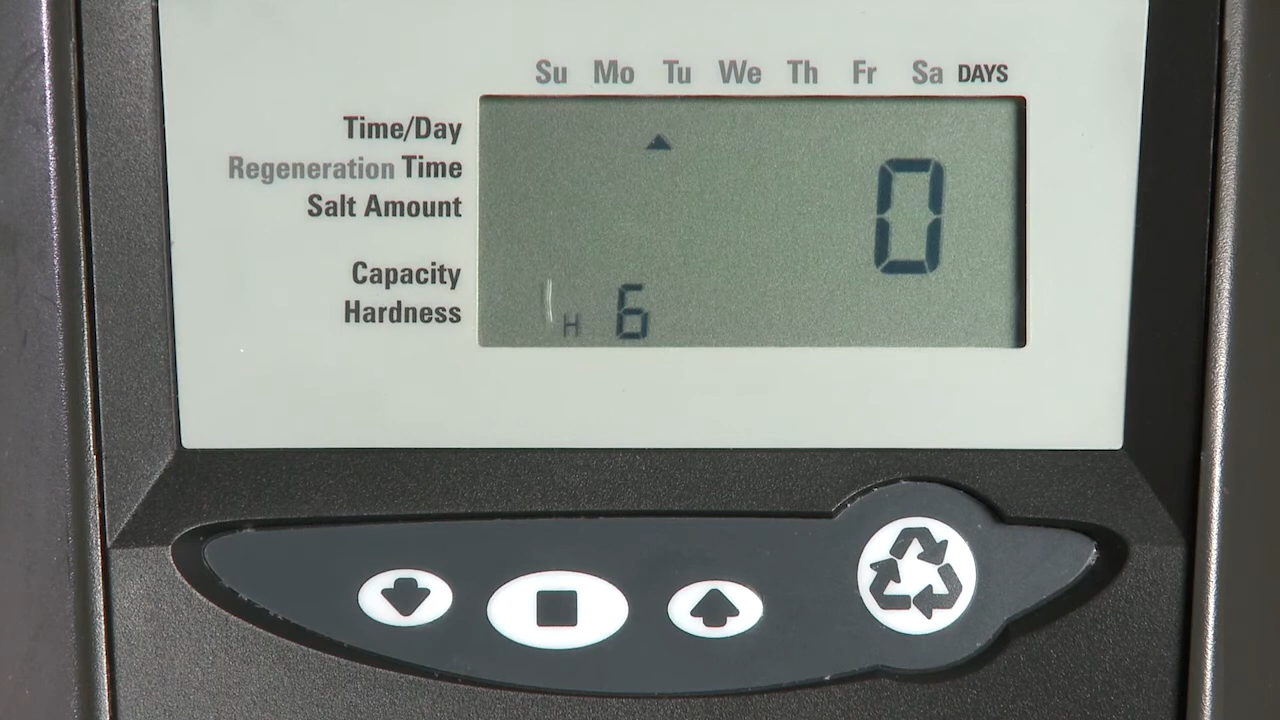 Su Mo Tu We Th Fr Sa DAYS
Time/Day
Regeneration Time
Salt Amount
0
Capacity
Hardness
H 6